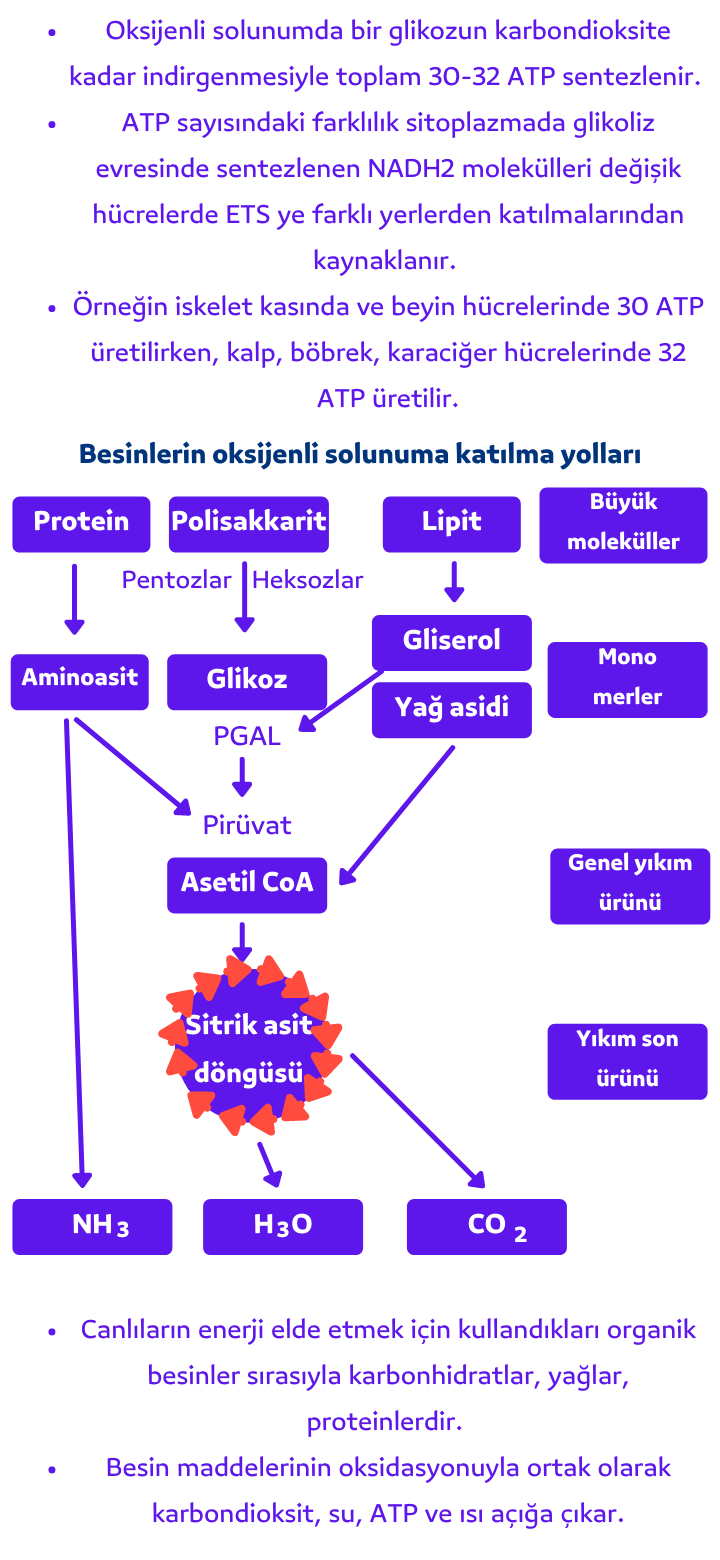 • Oksijenli solunumda bir glikozun karbondioksite
kadar indirgenmesiyle toplam 30-32 ATP sentezlenir.
• ATP sayısındaki farklılık sitoplazmada glikoliz
evresinde sentezlenen NADH2 molekülleri değişik
hücrelerde ETS ye farklı yerlerden katılmalarından
kaynaklanır.
• Örneğin iskelet kasında ve beyin hücrelerinde 30 ATP
üretilirken, kalp, böbrek, karaciğer hücrelerinde 32
ATP üretilir.
Besinlerin oksijenli solunuma katılma yolları
Protein
Polisakkarit
Lipit
Büyük
moleküller
Pentozlar
Heksozlar
Gliserol
Aminoasit
Glikoz
Yağ asidi
Mono
merler
PGAL
Pirüvat
Asetil CoA
Genel yıkım
ürünü
Sitrik asit
döngüsü
Yıkım son
ürünü
NH3
H3O
CO2
• Canlıların enerji elde etmek için kullandıkları organik
besinler sırasıyla karbonhidratlar, yağlar,
proteinlerdir.
• Besin maddelerinin oksidasyonuyla ortak olarak
karbondioksit, su, ATP ve ısı açığa çıkar.